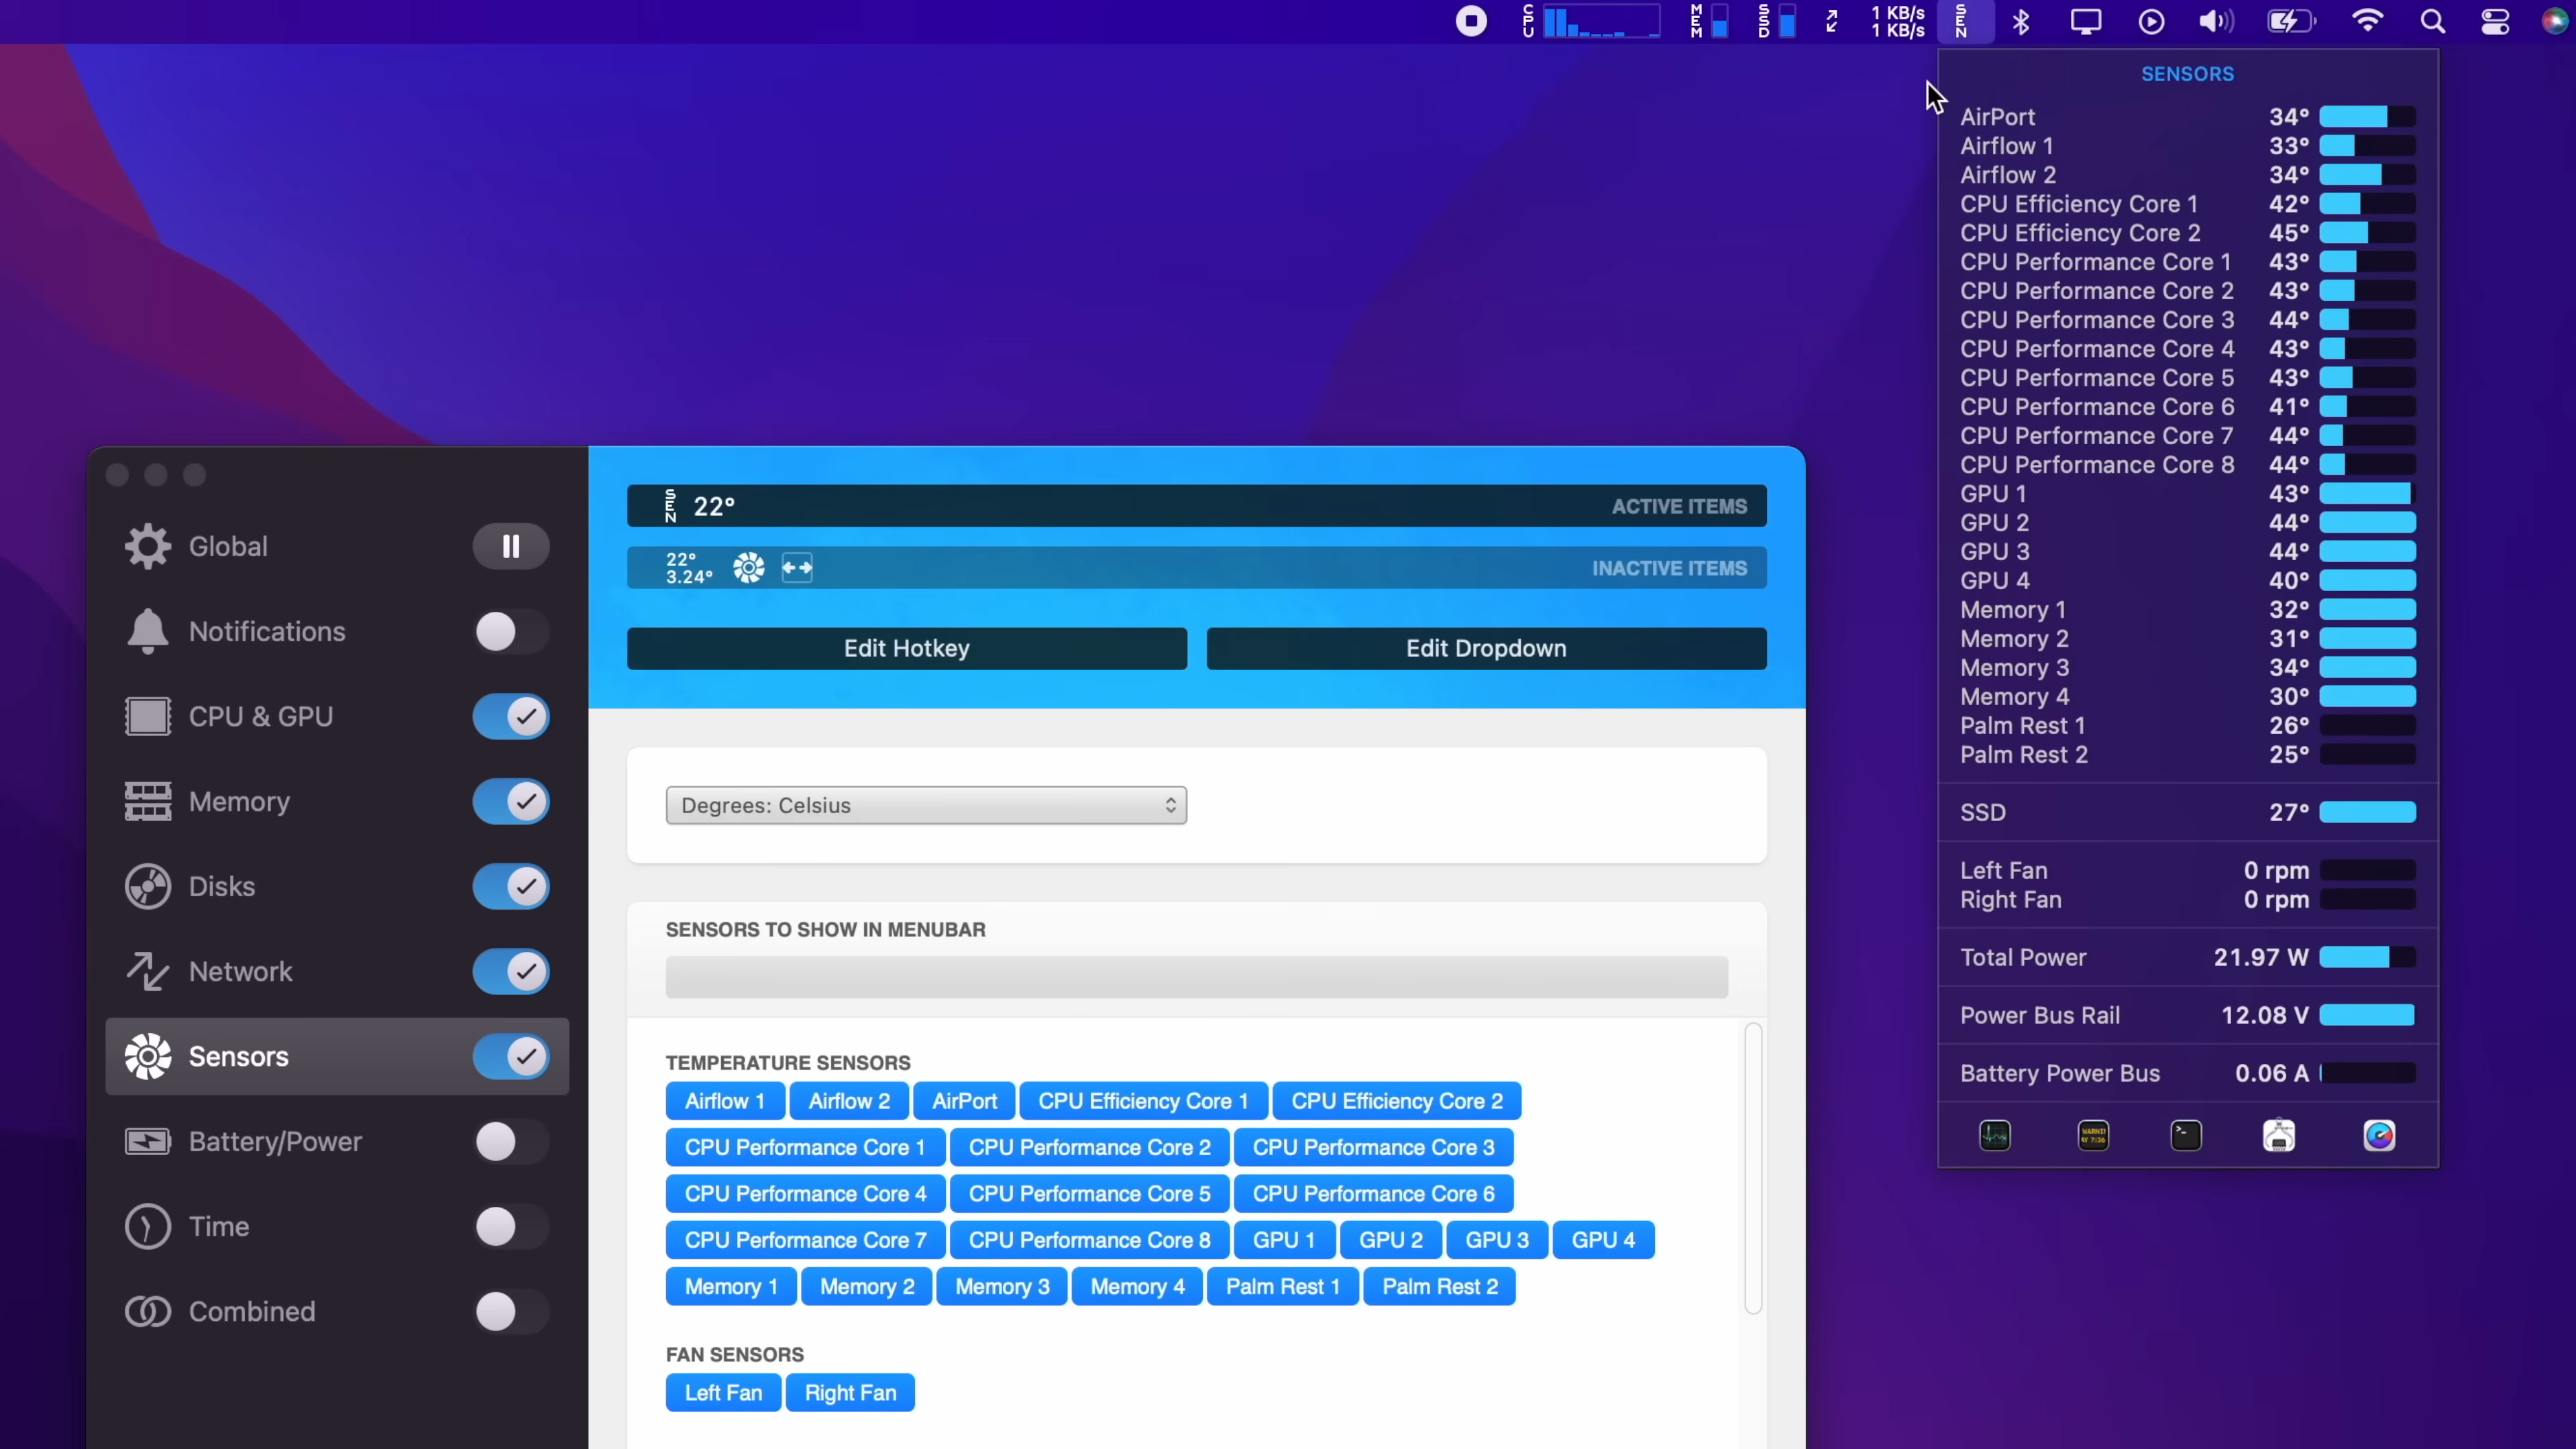 CPU
MEM
SSD
1 KB/s
1 KB/s
SEN
SENSORS
AirPort 34°
Airflow 1 33°
Airflow 2 34°
CPU Efficiency Core 1 42°
CPU Efficiency Core 2 45°
CPU Performance Core 1 43°
CPU Performance Core 2 43°
CPU Performance Core 3 44°
CPU Performance Core 4 43°
CPU Performance Core 5 43°
CPU Performance Core 6 41°
CPU Performance Core 7 44°
CPU Performance Core 8 44°
GPU 1 43°
GPU 2 44°
GPU 3 44°
GPU 4 40°
Memory 1 32°
Memory 2 31°
Memory 3 34°
Memory 4 30°
Palm Rest 1 26°
Palm Rest 2 25°
SSD 27°
Left Fan 0 rpm
Right Fan 0 rpm
Total Power 21.97 W
Power Bus Rail 12.08 V
Battery Power Bus 0.06 A
Global
Notifications
CPU & GPU
Memory
Disks
Network
Sensors
Battery/Power
Time
Combined
SEN 22° ACTIVE ITEMS
22°
3.24°
INACTIVE ITEMS
Edit Hotkey Edit Dropdown
Degrees: Celsius
SENSORS TO SHOW IN MENUBAR
TEMPERATURE SENSORS
Airflow 1 Airflow 2 AirPort CPU Efficiency Core 1 CPU Efficiency Core 2
CPU Performance Core 1 CPU Performance Core 2 CPU Performance Core 3
CPU Performance Core 4 CPU Performance Core 5 CPU Performance Core 6
CPU Performance Core 7 CPU Performance Core 8 GPU 1 GPU 2 GPU 3 GPU 4
Memory 1 Memory 2 Memory 3 Memory 4 Palm Rest 1 Palm Rest 2
FAN SENSORS
Left Fan Right Fan